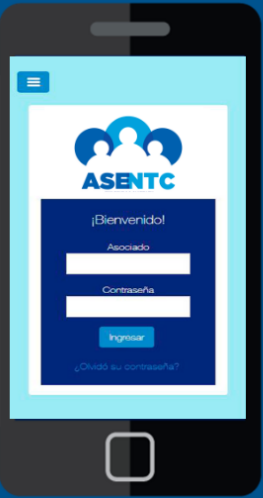 ASENTC
¡Bienvenido!
Asociado
Contraseña
Ingresar
¿Olvidó su contraseña?